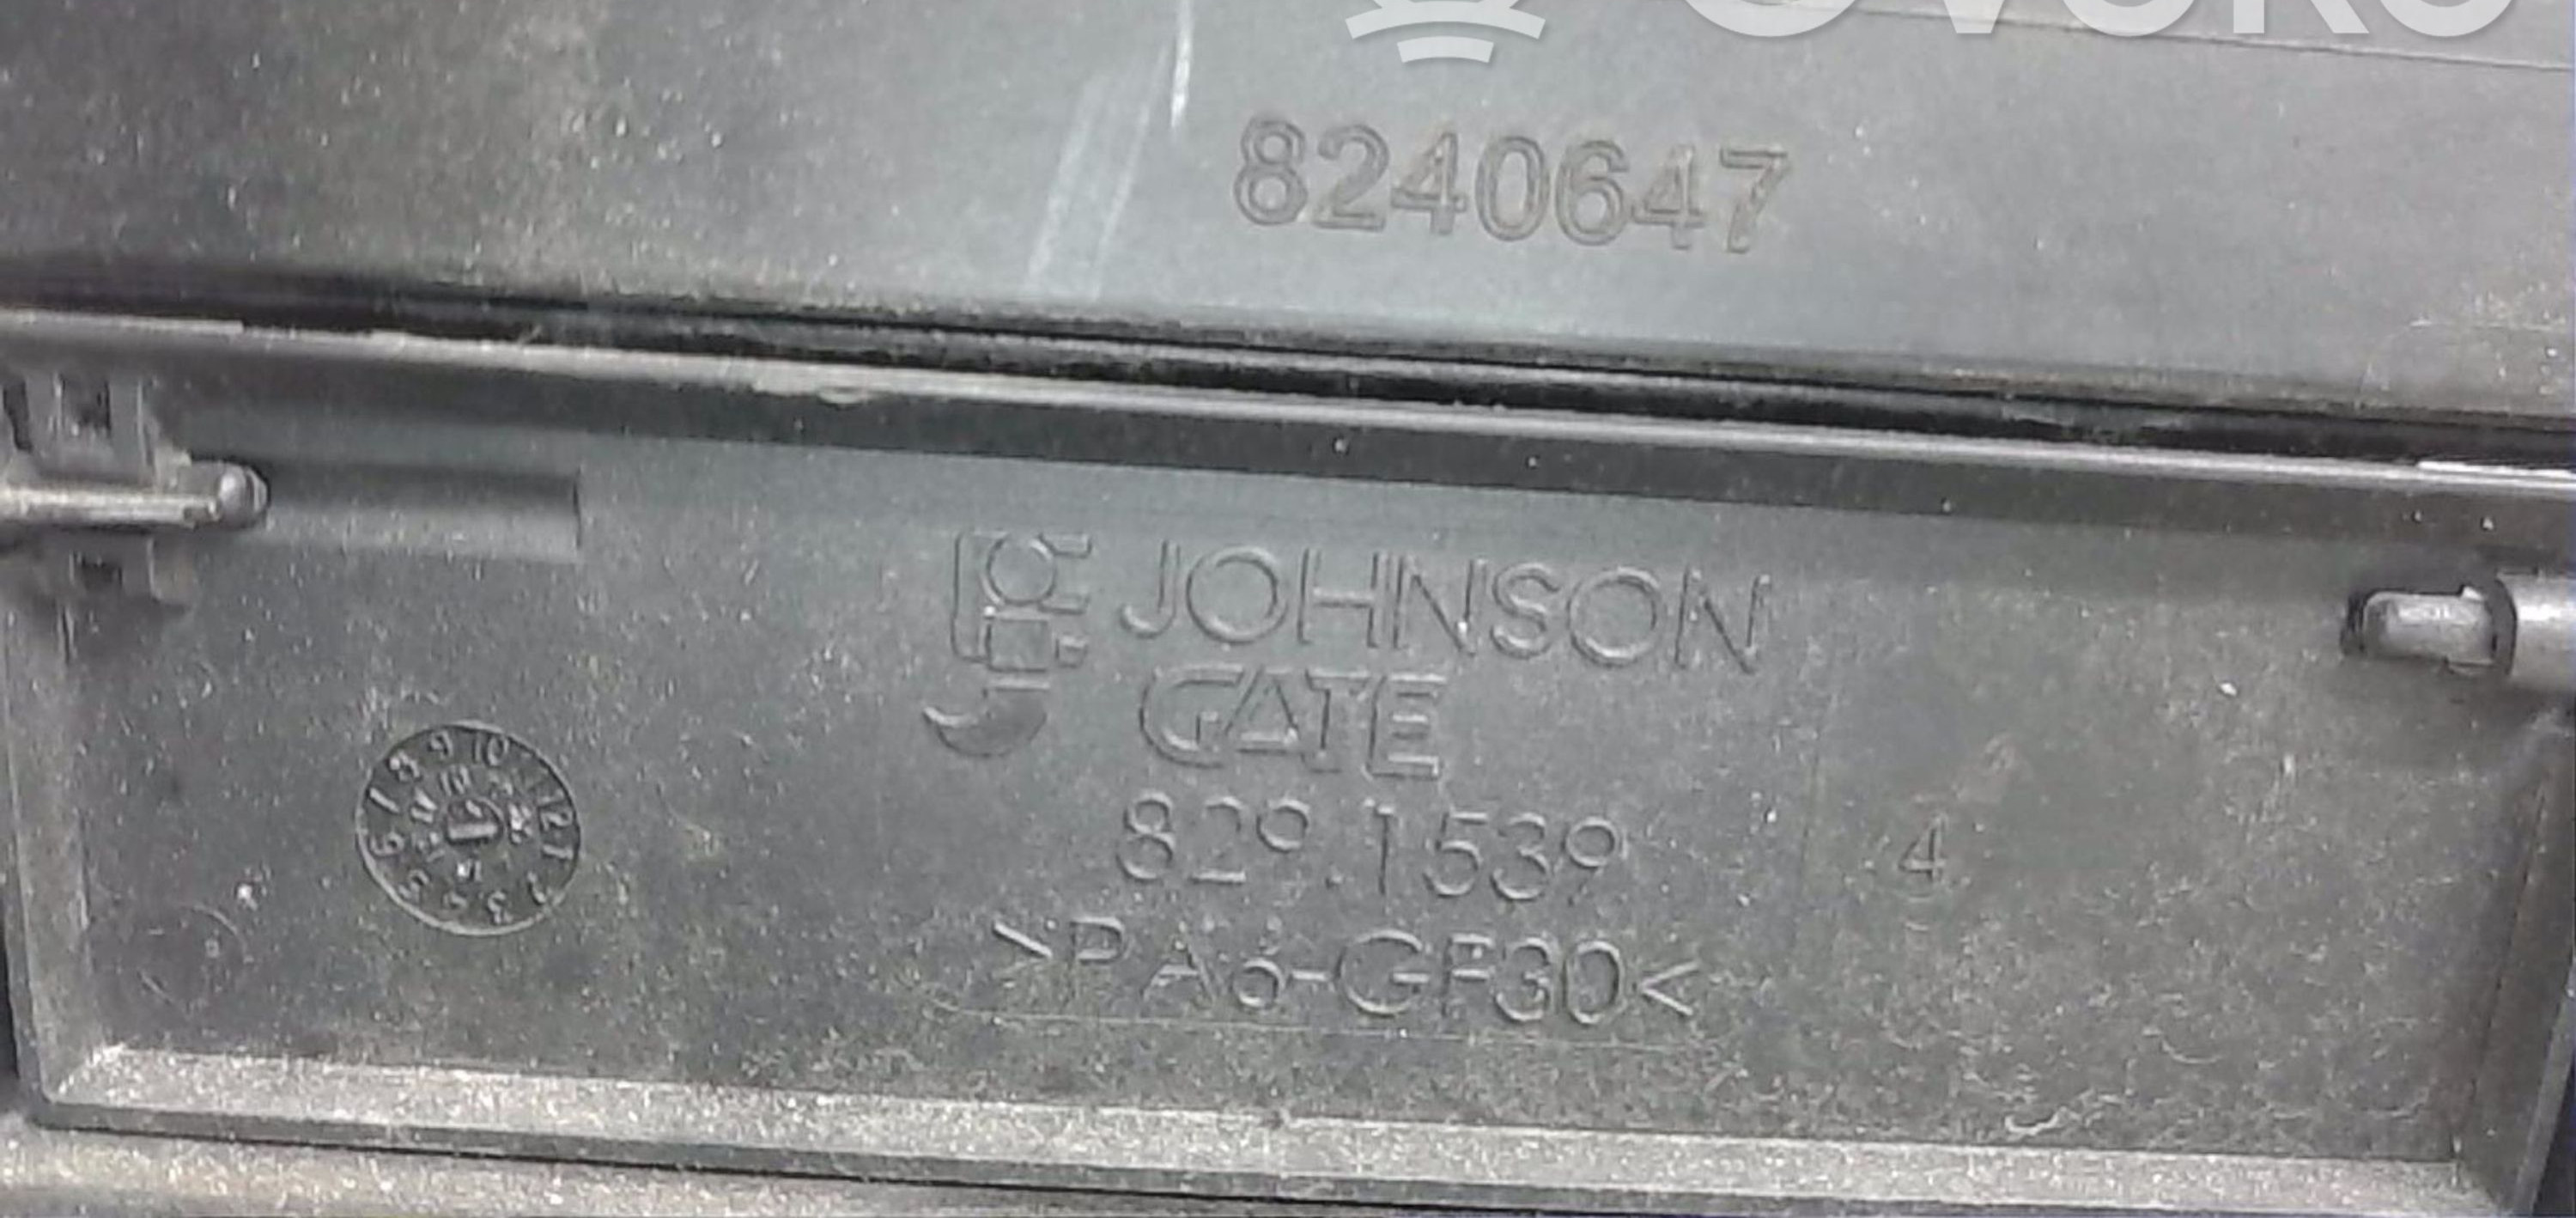 8240647
JOHNSON
GATE
829.1539
4
>PA6-GF30<